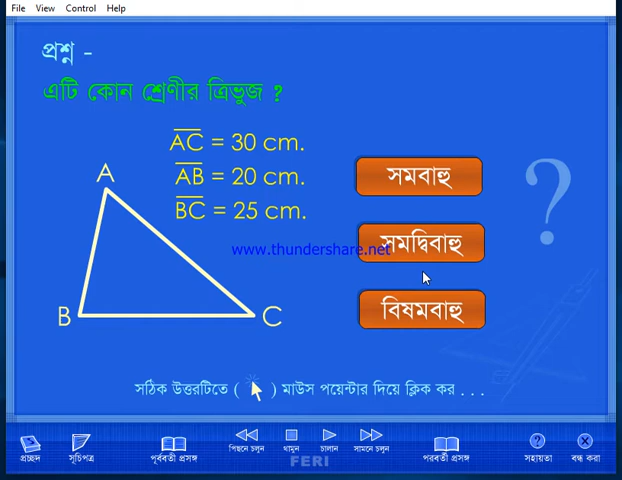 File View Control Help
প্রশ্ন -
এটি কোন শ্রেণীর ত্রিভুজ ?
AC = 30 cm.
AB = 20 cm.
BC = 25 cm.
A
B
C
সমবাহু
সমদ্বিবাহু
বিষমবাহু
?
www.thundershare.net
সঠিক উত্তরটিতে ( ) মাউস পয়েন্টার দিয়ে ক্লিক কর . . .
প্রচ্ছদ
সূচিপত্র
পূর্ববর্তী প্রসঙ্গ
পিছনে চলুন
থামুন
চালান
সামনে চলুন
পরবর্তী প্রসঙ্গ
সহায়তা
বন্ধ করা
FERI